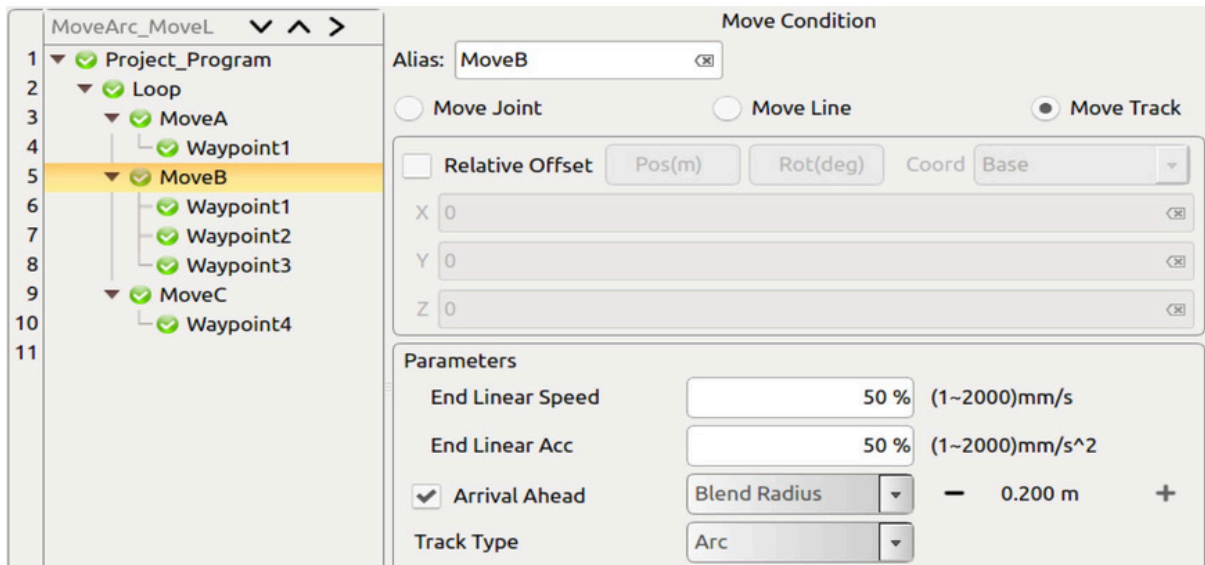 MoveArc_MoveL
1 Project_Program
2 Loop
3 MoveA
4 Waypoint1
5 MoveB
6 Waypoint1
7 Waypoint2
8 Waypoint3
9 MoveC
10 Waypoint4
11
Move Condition
Alias: MoveB
Move Joint Move Line Move Track
Relative Offset Pos(m) Rot(deg) Coord Base
X 0
Y 0
Z 0
Parameters
End Linear Speed 50 % (1~2000)mm/s
End Linear Acc 50 % (1~2000)mm/s^2
Arrival Ahead Blend Radius − 0.200 m +
Track Type Arc